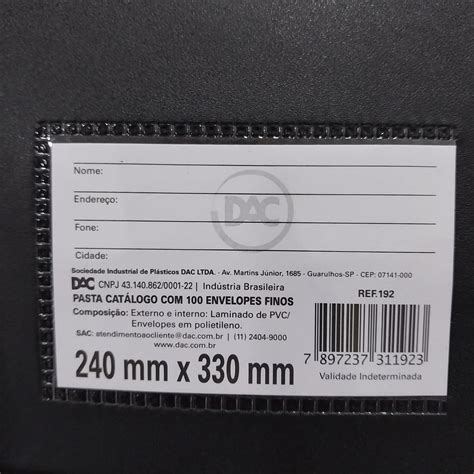 DAC
Nome:
Endereço:
Fone:
Cidade:
Sociedade Industrial de Plásticos DAC LTDA. - Av. Martins Júnior, 1685 - Guarulhos-SP - CEP: 07141-000
DAC CNPJ 43.140.862/0001-22 | Indústria Brasileira
PASTA CATÁLOGO COM 100 ENVELOPES FINOS
REF.192
Composição: Externo e interno: Laminado de PVC/
Envelopes em polietileno.
SAC: atendimentoaocliente@dac.com.br | (11) 2404-9000
www.dac.com.br
240 mm x 330 mm
7 897237 311923
Validade Indeterminada